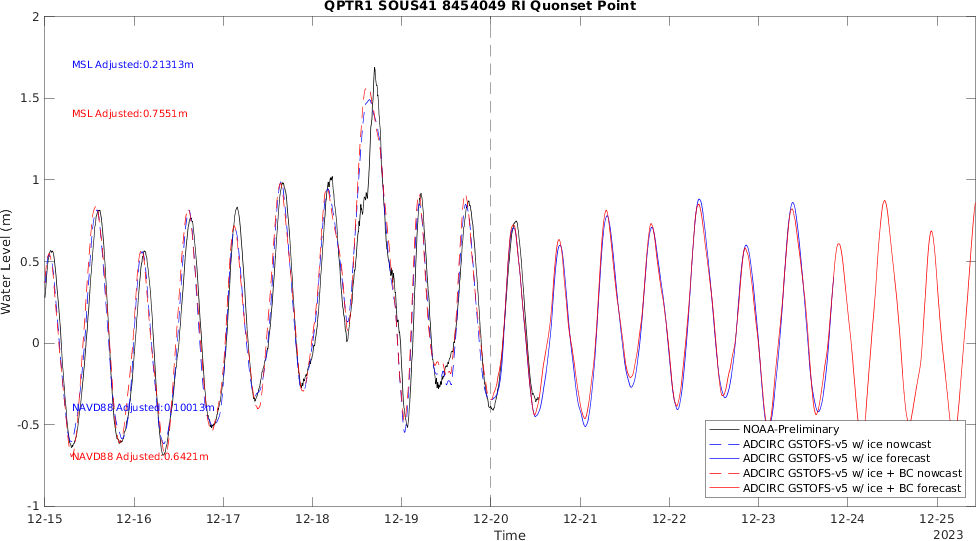 QPTR1 SOUS41 8454049 RI Quonset Point
2
1.5
1
0.5
0
-0.5
-1
Water Level (m)
MSL Adjusted:0.21313m
MSL Adjusted:0.7551m
NAVD88 Adjusted:0.10013m
NAVD88 Adjusted:0.6421m
NOAA-Preliminary
ADCIRC GSTOFS-v5 w/ ice nowcast
ADCIRC GSTOFS-v5 w/ ice forecast
ADCIRC GSTOFS-v5 w/ ice + BC nowcast
ADCIRC GSTOFS-v5 w/ ice + BC forecast
12-15 12-16 12-17 12-18 12-19 12-20 12-21 12-22 12-23 12-24 12-25
2023
Time